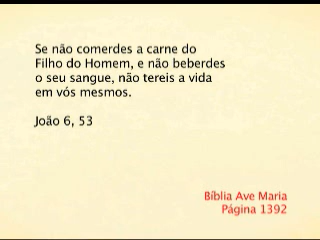 Se não comerdes a carne do
Filho do Homem, e não beberdes
o seu sangue, não tereis a vida
em vós mesmos.
João 6, 53
Bíblia Ave Maria
Página 1392